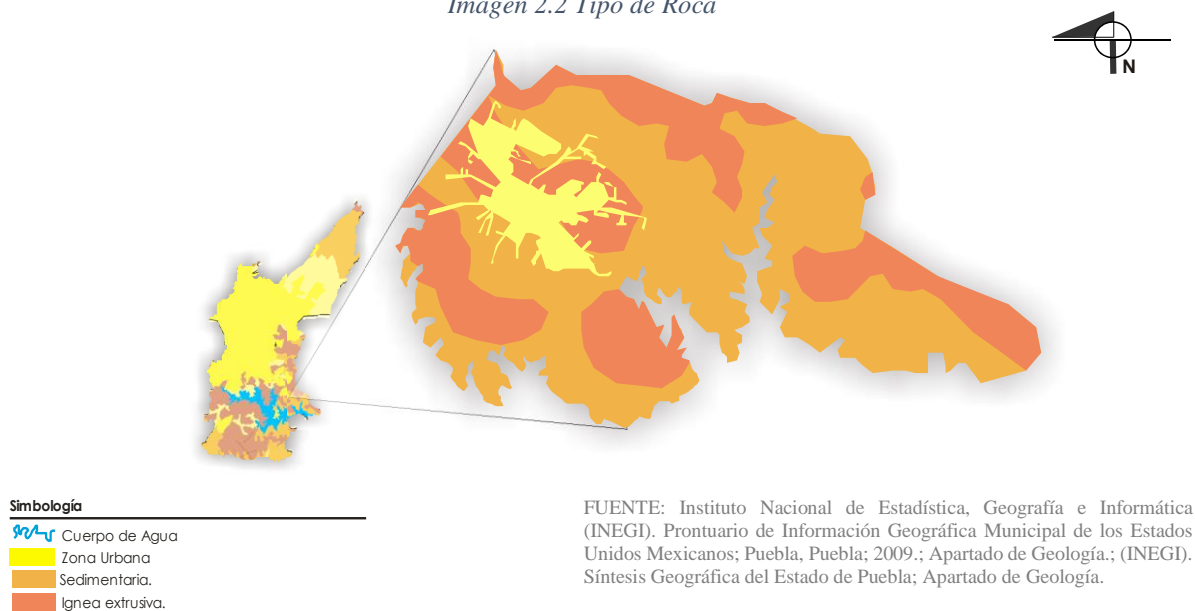 Imagen 2.2 Tipo de Roca
N
Simbología
Cuerpo de Agua
Zona Urbana
Sedimentaria.
Ignea extrusiva.
FUENTE: Instituto Nacional de Estadística, Geografía e Informática
(INEGI). Prontuario de Información Geográfica Municipal de los Estados
Unidos Mexicanos; Puebla, Puebla; 2009.; Apartado de Geología.; (INEGI).
Síntesis Geográfica del Estado de Puebla; Apartado de Geología.